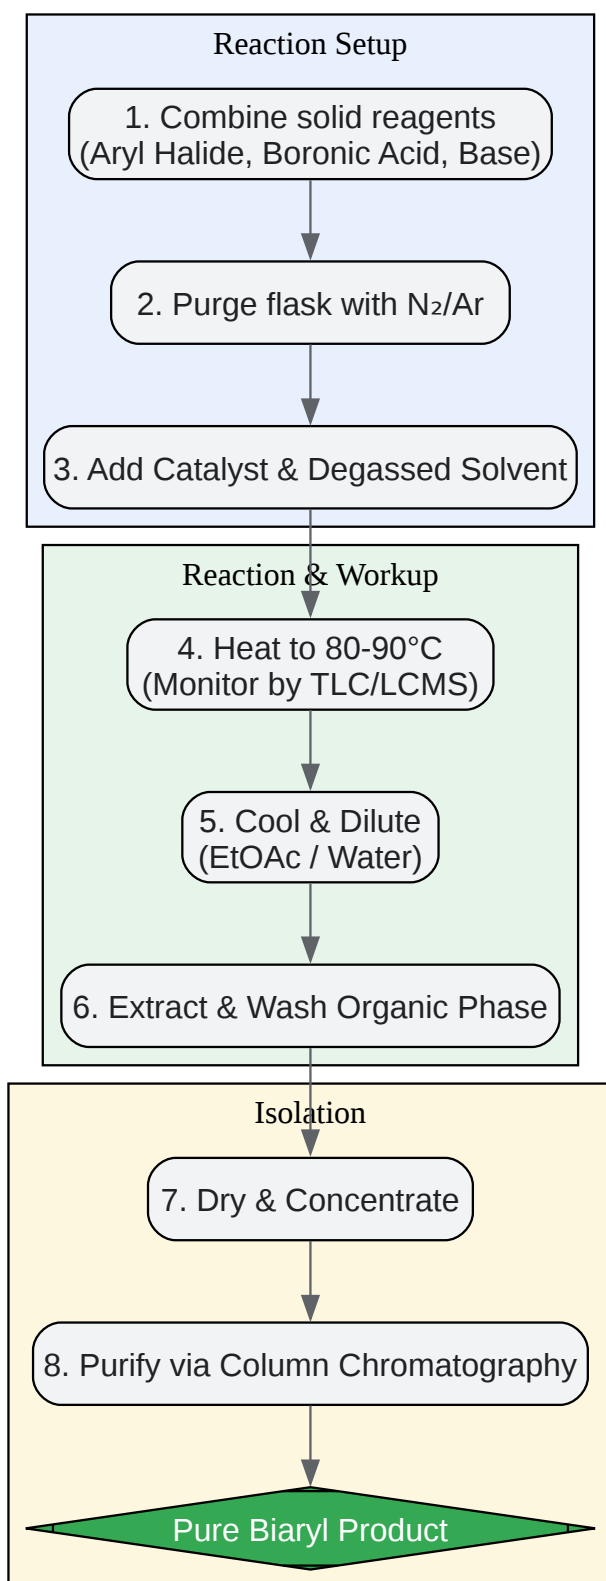 Reaction Setup
1. Combine solid reagents
(Aryl Halide, Boronic Acid, Base)
2. Purge flask with N₂/Ar
3. Add Catalyst & Degassed Solvent
Reaction & Workup
4. Heat to 80-90°C
(Monitor by TLC/LCMS)
5. Cool & Dilute
(EtOAc / Water)
6. Extract & Wash Organic Phase
Isolation
7. Dry & Concentrate
8. Purify via Column Chromatography
Pure Biaryl Product